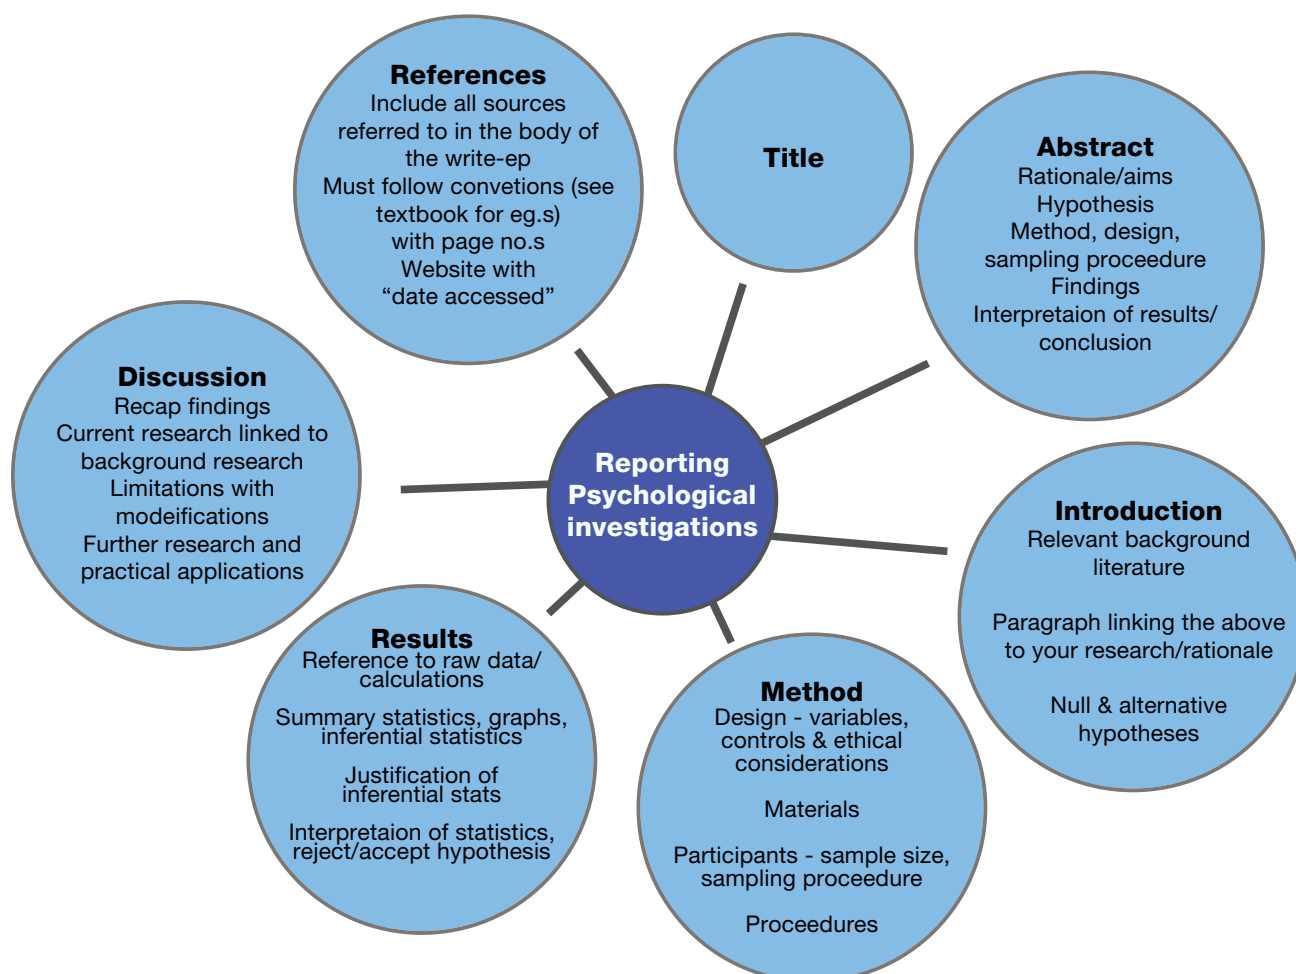 Reporting
Psychological
investigations
Title
Abstract
Rationale/aims
Hypothesis
Method, design,
sampling proceedure
Findings
Interpretaion of results/
conclusion
Introduction
Relevant background
literature
Paragraph linking the above
to your research/rationale
Null & alternative
hypotheses
Method
Design - variables,
controls & ethical
considerations
Materials
Participants - sample size,
sampling proceedure
Proceedures
Results
Reference to raw data/
calculations
Summary statistics, graphs,
inferential statistics
Justification of
inferential stats
Interpretaion of statistics,
reject/accept hypothesis
Discussion
Recap findings
Current research linked to
background research
Limitations with
modeifications
Further research and
practical applications
References
Include all sources
referred to in the body of
the write-ep
Must follow convetions (see
textbook for eg.s)
with page no.s
Website with
“date accessed”